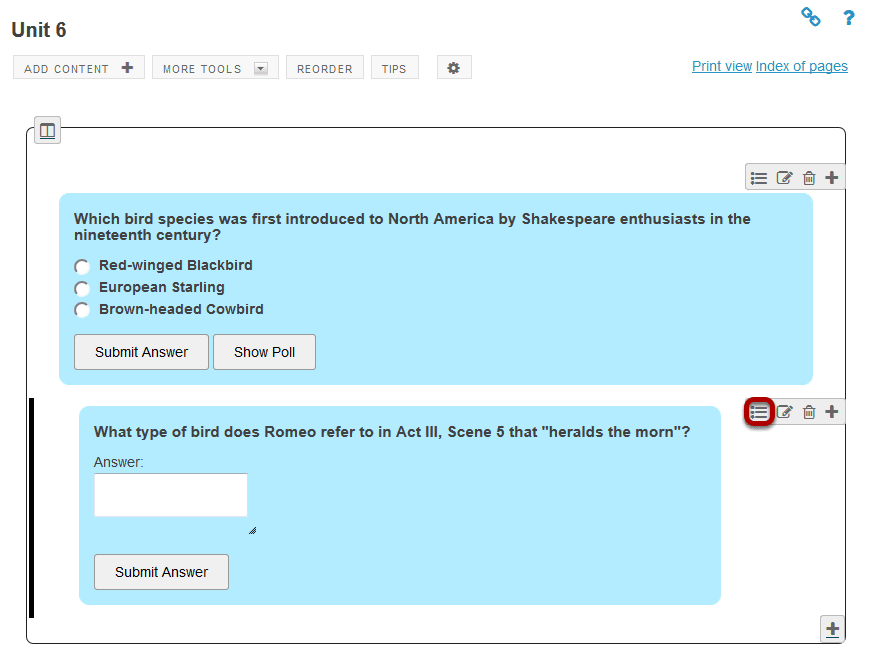 Unit 6
?
ADD CONTENT
MORE TOOLS
REORDER
TIPS
Print view Index of pages
Which bird species was first introduced to North America by Shakespeare enthusiasts in the
nineteenth century?
Red-winged Blackbird
European Starling
Brown-headed Cowbird
Submit Answer Show Poll
What type of bird does Romeo refer to in Act III, Scene 5 that "heralds the morn"?
Answer:
Submit Answer